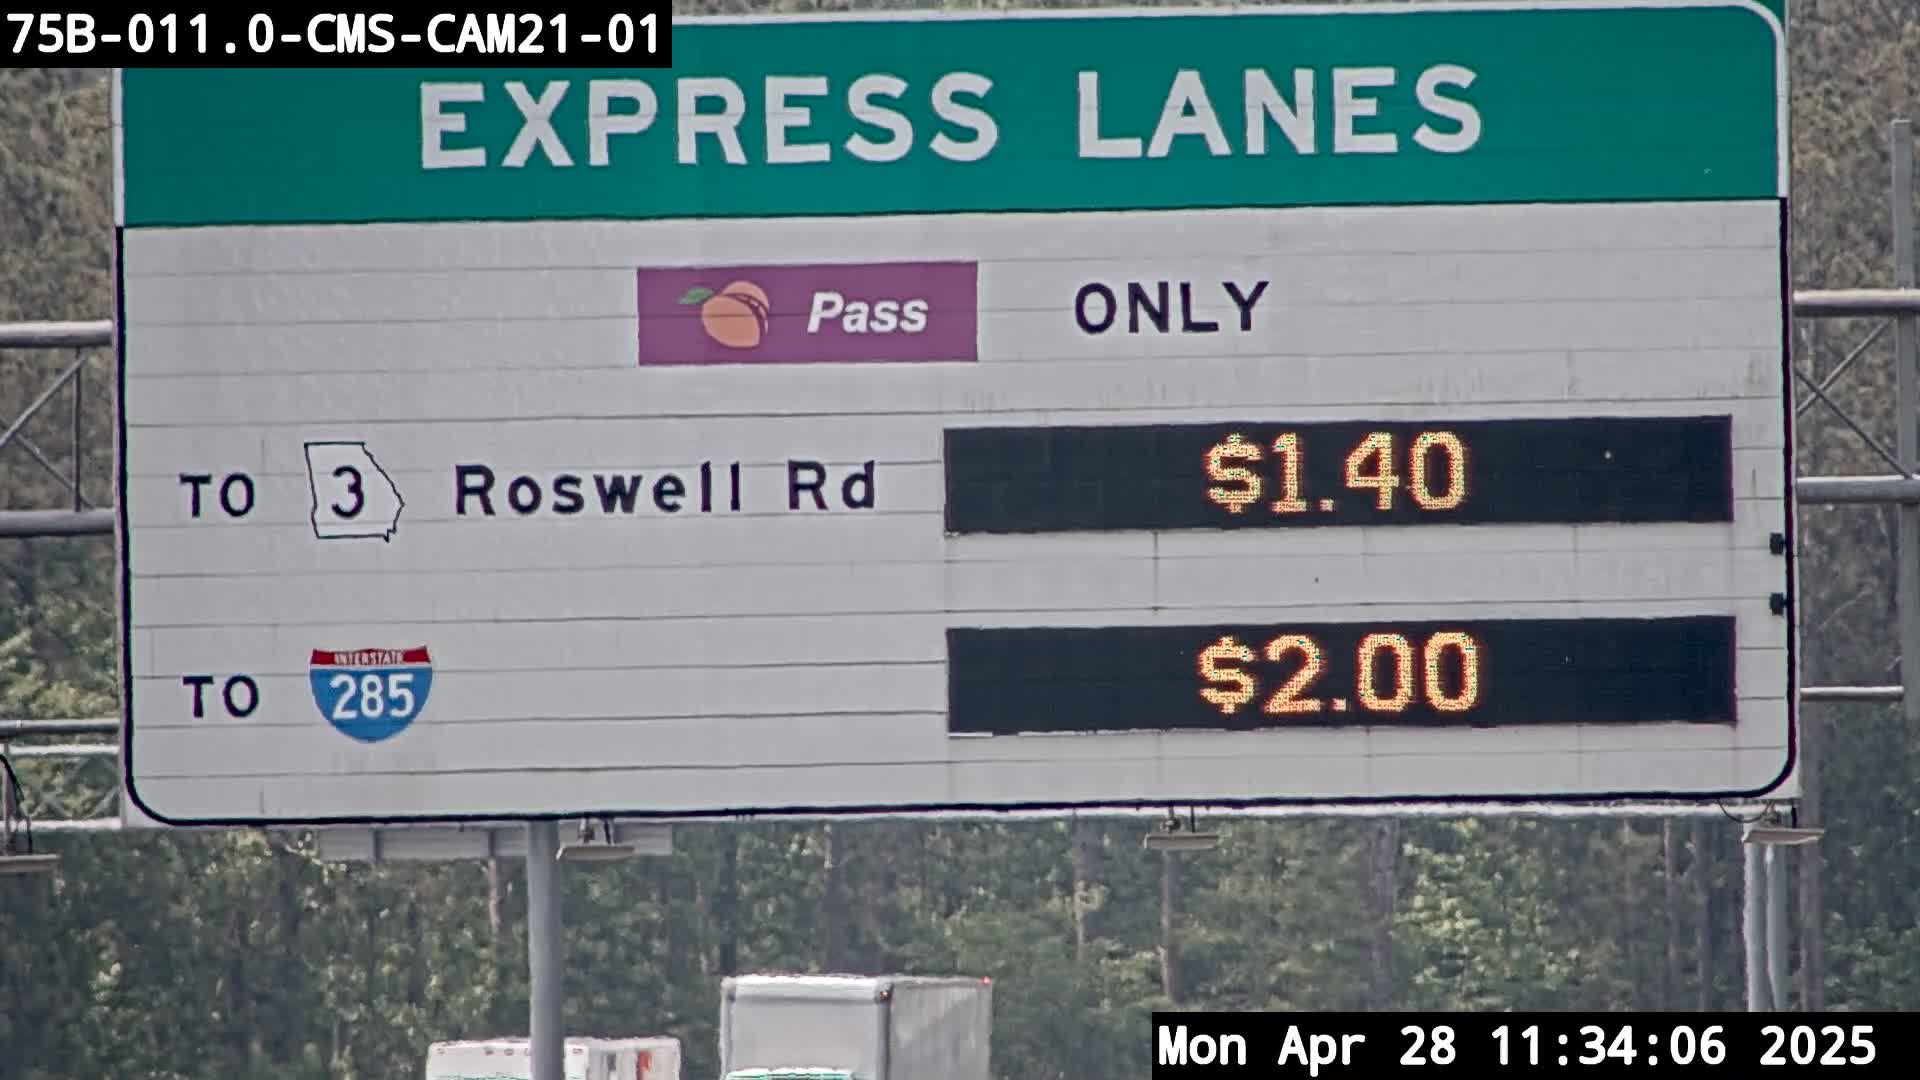 75B-011.0-CMS-CAM21-01
EXPRESS LANES
Pass ONLY
TO 3 Roswell Rd $1.40
TO INTERSTATE 285 $2.00
Mon Apr 28 11:34:06 2025